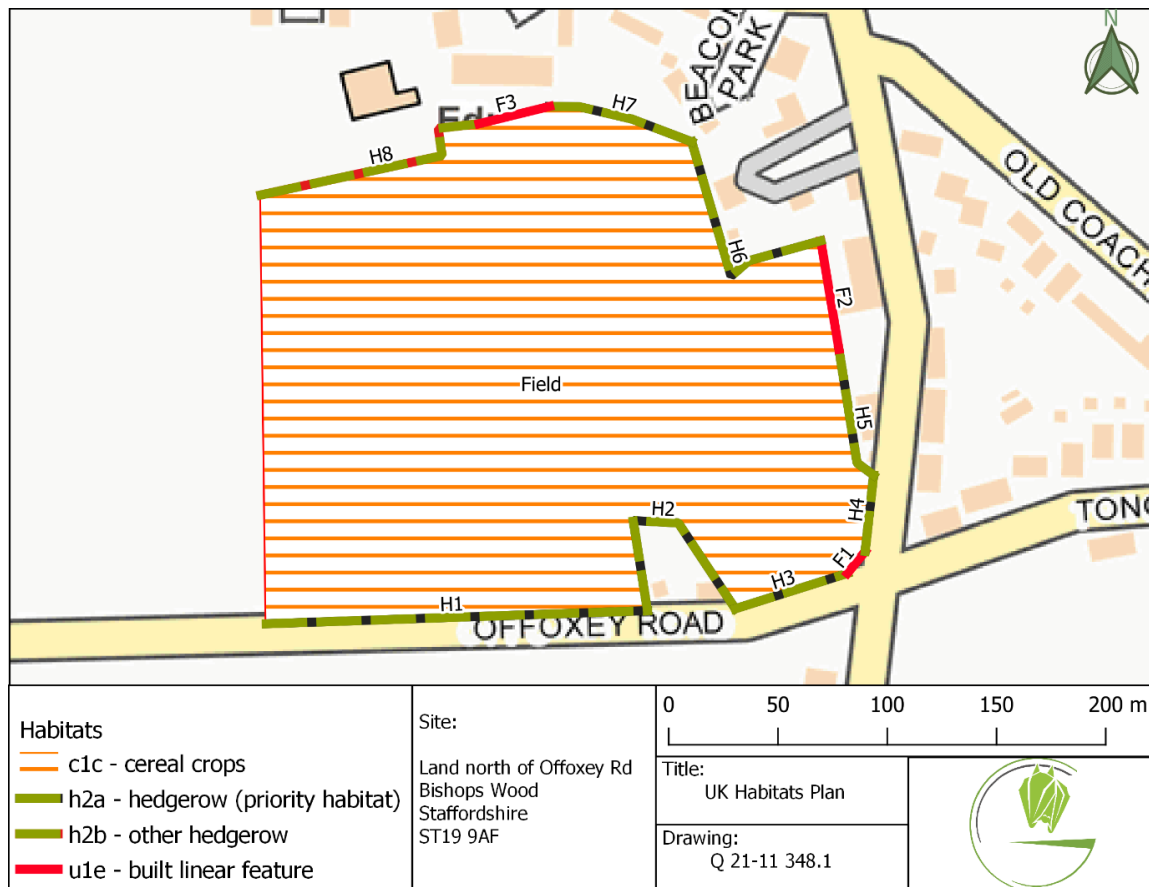 N
BEACON
PARK
F3
H7
H8
OLD COACH
H6
F2
Field
H5
H2
H4
TONG
F1
H3
H1
OFFOXEY ROAD
Habitats
c1c - cereal crops
h2a - hedgerow (priority habitat)
h2b - other hedgerow
u1e - built linear feature
Site:
Land north of Offoxey Rd
Bishops Wood
Staffordshire
ST19 9AF
0 50 100 150 200 m
Title:
UK Habitats Plan
Drawing:
Q 21-11 348.1